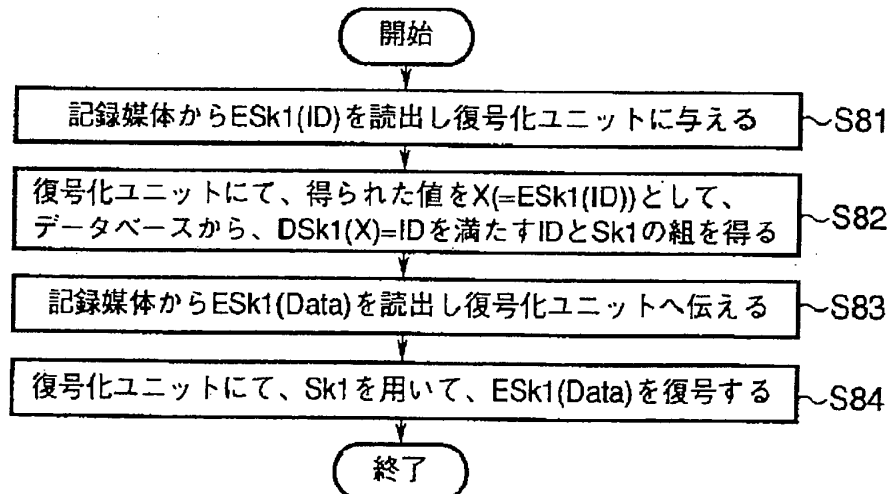 開始
記録媒体からESk1(ID)を読出し復号化ユニットに与える
~S81
復号化ユニットにて、得られた値をX(=ESk1(ID))として、
データベースから、DSk1(X)=IDを満たすIDとSk1の組を得る
~S82
記録媒体からESk1(Data)を読出し復号化ユニットへ伝える
~S83
復号化ユニットにて、Sk1を用いて、ESk1(Data)を復号する
~S84
終了